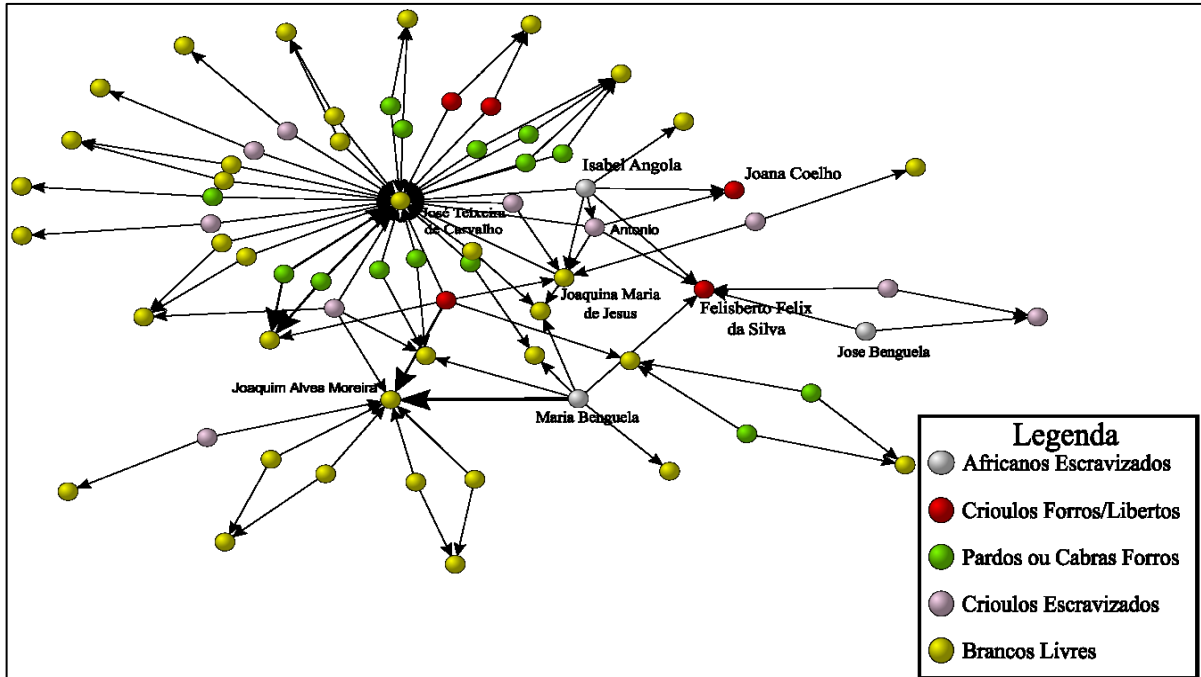 Isabel Angola
Joana Coelho
José Teixeira
de Carvalho
Antonio
Joaquina Maria
de Jesus
Felisberto Felix
da Silva
Jose Benguela
Joaquim Alves Moreira
Maria Benguela
Legenda
Africanos Escravizados
Crioulos Forros/Libertos
Pardos ou Cabras Forros
Crioulos Escravizados
Brancos Livres